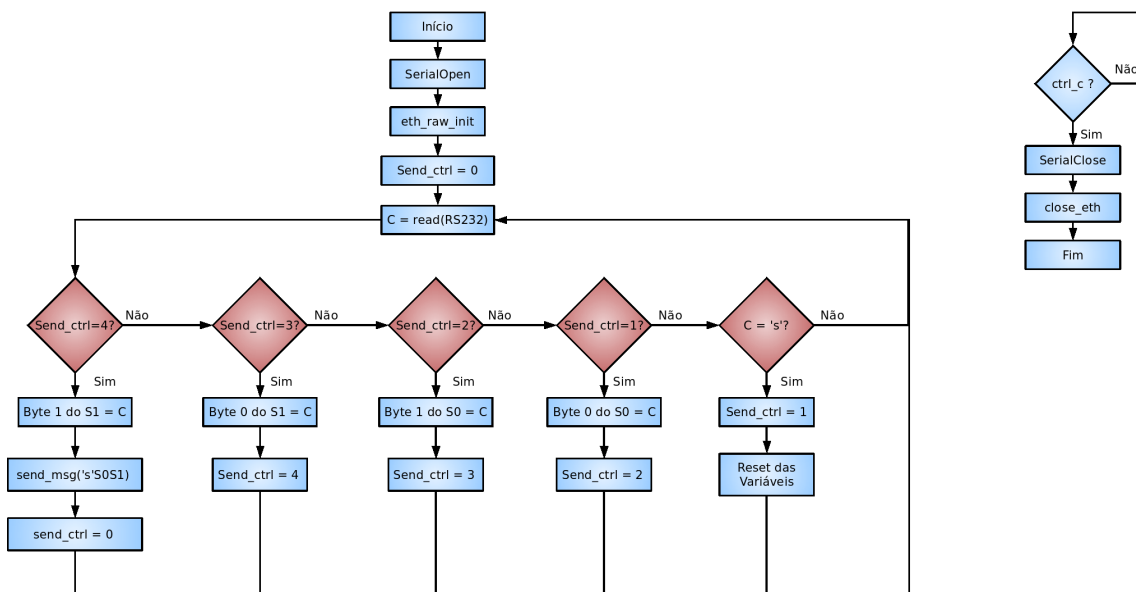 Início
SerialOpen
eth_raw_init
Send_ctrl = 0
C = read(RS232)
Send_ctrl=4?
Não
Send_ctrl=3?
Não
Send_ctrl=2?
Não
Send_ctrl=1?
Não
C = 's'?
Não
Sim
Sim
Sim
Sim
Sim
Byte 1 do S1 = C
Byte 0 do S1 = C
Byte 1 do S0 = C
Byte 0 do S0 = C
Send_ctrl = 1
send_msg('s'S0S1)
Send_ctrl = 4
Send_ctrl = 3
Send_ctrl = 2
Reset das
Variáveis
send_ctrl = 0
ctrl_c ?
Não
Sim
SerialClose
close_eth
Fim